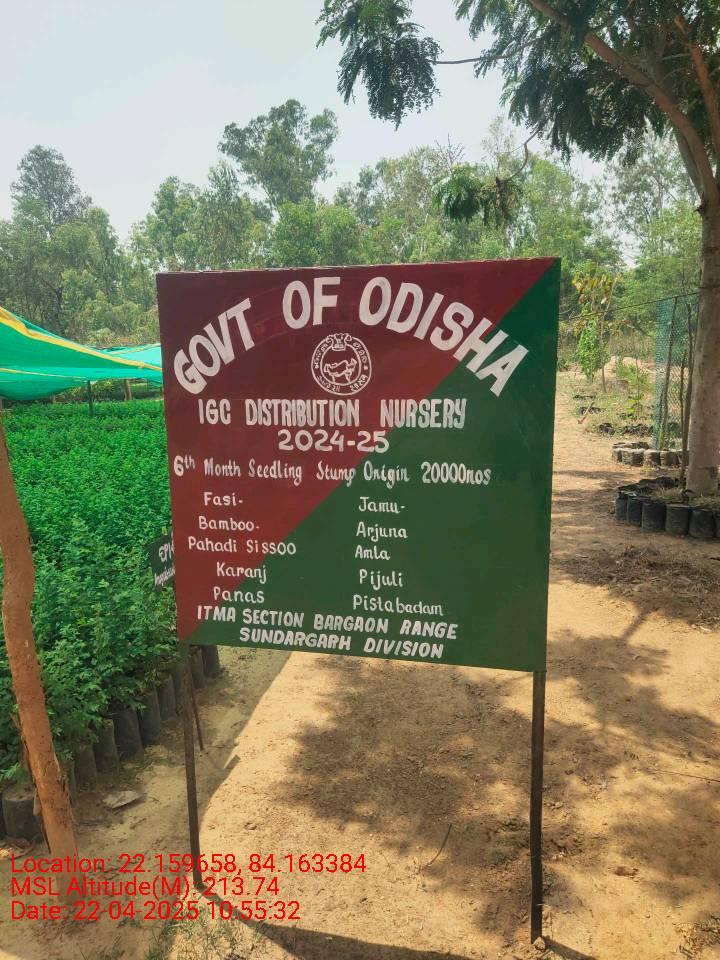 GOVT OF ODISHA
IGC DISTRIBUTION NURSERY
2024-25
6th Month Seedling Stump Origin 20000nos
Fasi-
Bamboo-
Pahadi Sissoo
Karanj
Panas
Jamu-
Arjuna
Amla
Pijuli
Pistabadam
ITMA SECTION BARGAON RANGE
SUNDARGARH DIVISION
Location: 22.159658, 84.163384
MSL Altitude(M): 213.74
Date: 22-04-2025 10:55:32